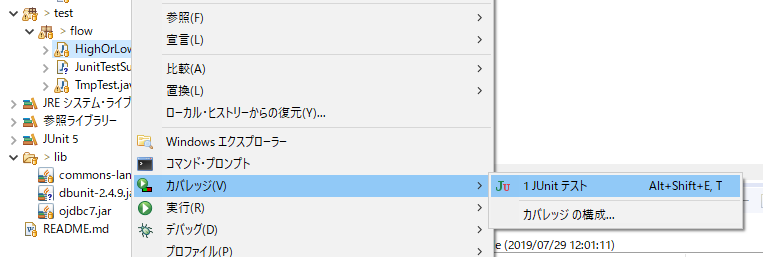 > test
> flow
HighOrLow
JunitTestSu
TmpTest.jav
JRE システム・ライブ
参照ライブラリー
JUnit 5
> lib
commons-lan
dbunit-2.4.9.ja
ojdbc7.jar
README.md
参照(F)
宣言(L)
比較(A)
置換(L)
ローカル・ヒストリーからの復元(Y)...
Windows エクスプローラー
コマンド・プロンプト
カバレッジ(V)
実行(R)
デバッグ(D)
プロファイル(P)
JU 1 JUnit テスト Alt+Shift+E, T
カバレッジ の構成...
e (2019/07/29 12:01:11)